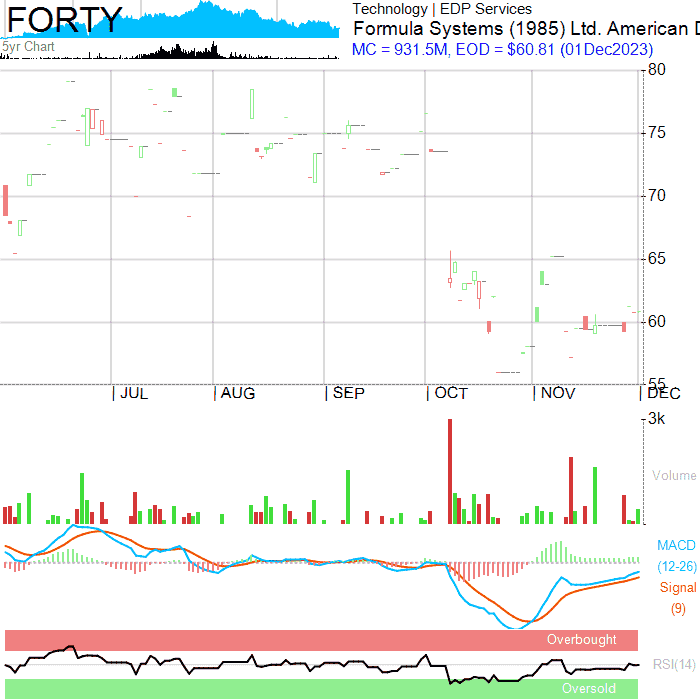 FORTY
5yr Chart
Technology | EDP Services
Formula Systems (1985) Ltd. American D
MC = 931.5M, EOD = $60.81 (01Dec2023)
80
75
70
65
60
55
JUL
AUG
SEP
OCT
NOV
DEC
3k
Volume
MACD
(12-26)
Signal
(9)
Overbought
RSI(14)
Oversold